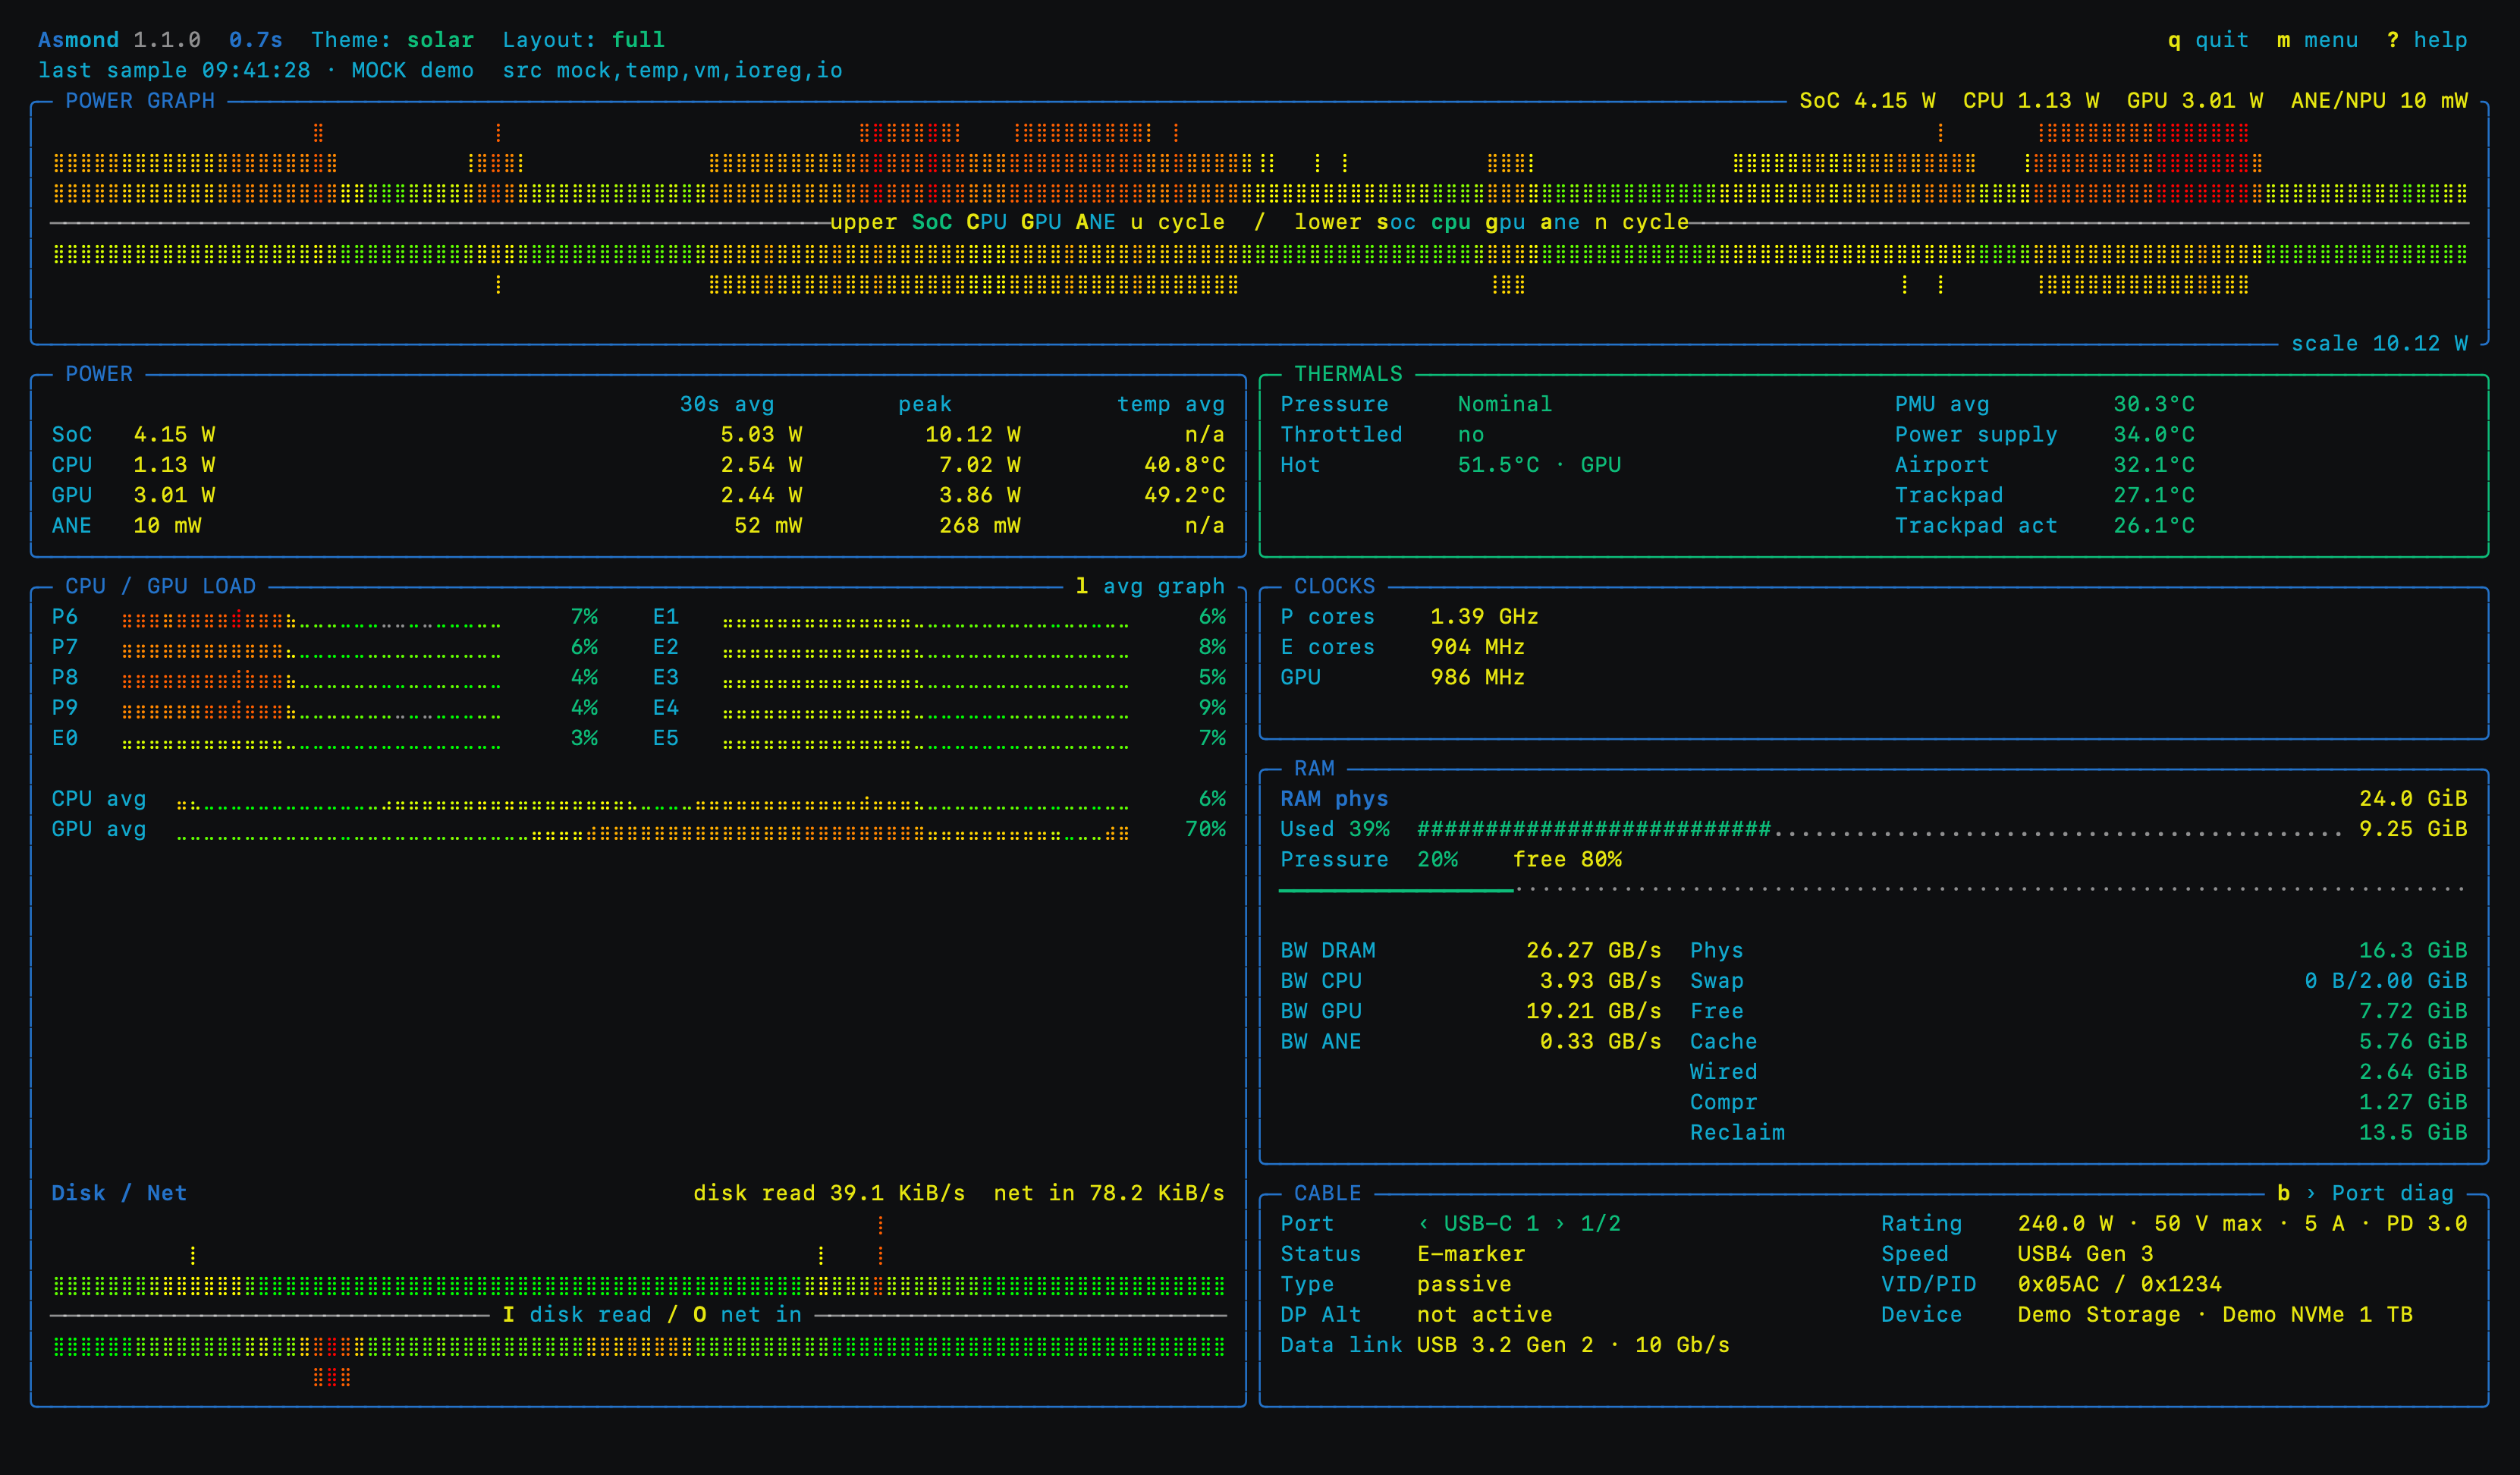 Asmond 1.1.0 0.7s Theme: solar Layout: full q quit m menu ? help
last sample 09:41:28 · MOCK demo src mock,temp,vm,ioreg,io
POWER GRAPH SoC 4.15 W CPU 1.13 W GPU 3.01 W ANE/NPU 10 mW
upper SoC CPU GPU ANE u cycle / lower soc cpu gpu ane n cycle
scale 10.12 W
POWER
30s avg peak temp avg
SoC 4.15 W 5.03 W 10.12 W n/a
CPU 1.13 W 2.54 W 7.02 W 40.8°C
GPU 3.01 W 2.44 W 3.86 W 49.2°C
ANE 10 mW 52 mW 268 mW n/a
THERMALS
Pressure Nominal PMU avg 30.3°C
Throttled no Power supply 34.0°C
Hot 51.5°C · GPU Airport 32.1°C
Trackpad 27.1°C
Trackpad act 26.1°C
CPU / GPU LOAD l avg graph
P6 7% E1 6%
P7 6% E2 8%
P8 4% E3 5%
P9 4% E4 9%
E0 3% E5 7%
CPU avg 6%
GPU avg 70%
Disk / Net disk read 39.1 KiB/s net in 78.2 KiB/s
I disk read / O net in
CLOCKS
P cores 1.39 GHz
E cores 904 MHz
GPU 986 MHz
RAM
RAM phys 24.0 GiB
Used 39% ##########################.......................................... 9.25 GiB
Pressure 20% free 80%
BW DRAM 26.27 GB/s Phys 16.3 GiB
BW CPU 3.93 GB/s Swap 0 B/2.00 GiB
BW GPU 19.21 GB/s Free 7.72 GiB
BW ANE 0.33 GB/s Cache 5.76 GiB
Wired 2.64 GiB
Compr 1.27 GiB
Reclaim 13.5 GiB
CABLE b › Port diag
Port ‹ USB-C 1 › 1/2 Rating 240.0 W · 50 V max · 5 A · PD 3.0
Status E-marker Speed USB4 Gen 3
Type passive VID/PID 0x05AC / 0x1234
DP Alt not active Device Demo Storage · Demo NVMe 1 TB
Data link USB 3.2 Gen 2 · 10 Gb/s